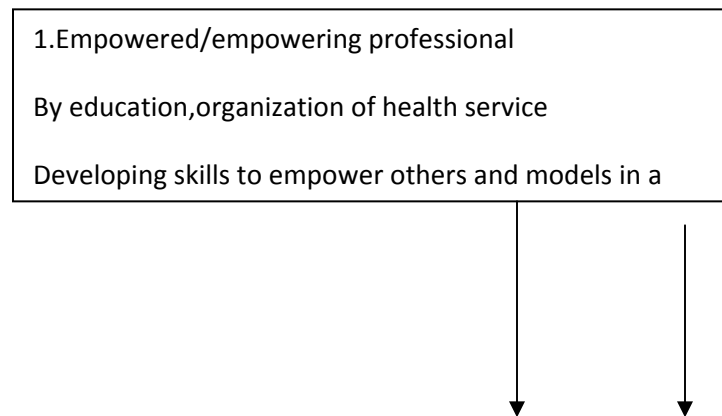 1.Empowered/empowering professional
By education,organization of health service
Developing skills to empower others and models in a